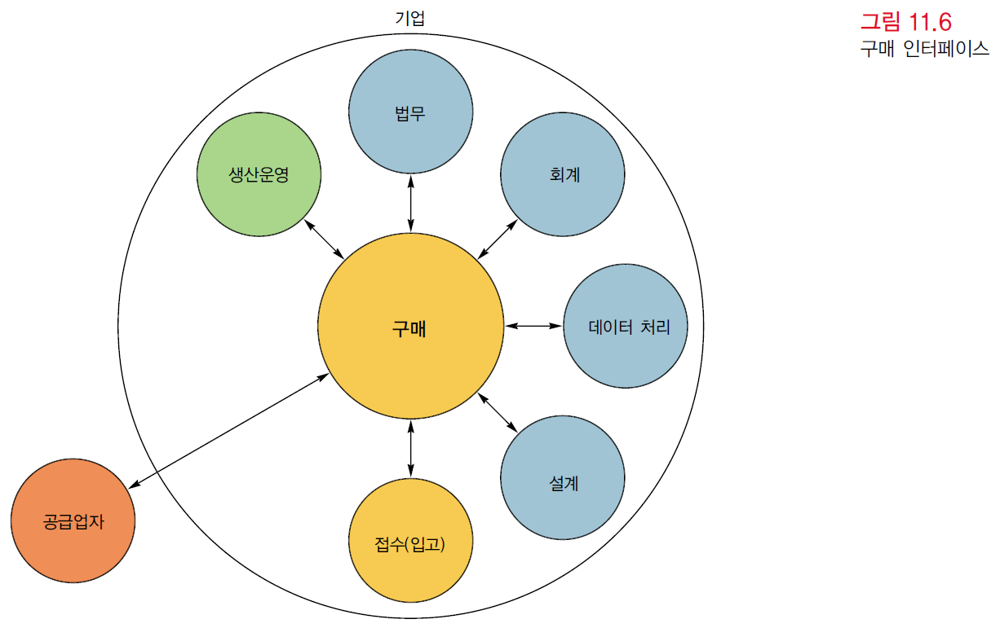 기업
그림 11.6
구매 인터페이스
법무
생산운영
회계
구매
데이터 처리
설계
공급업자
접수(입고)